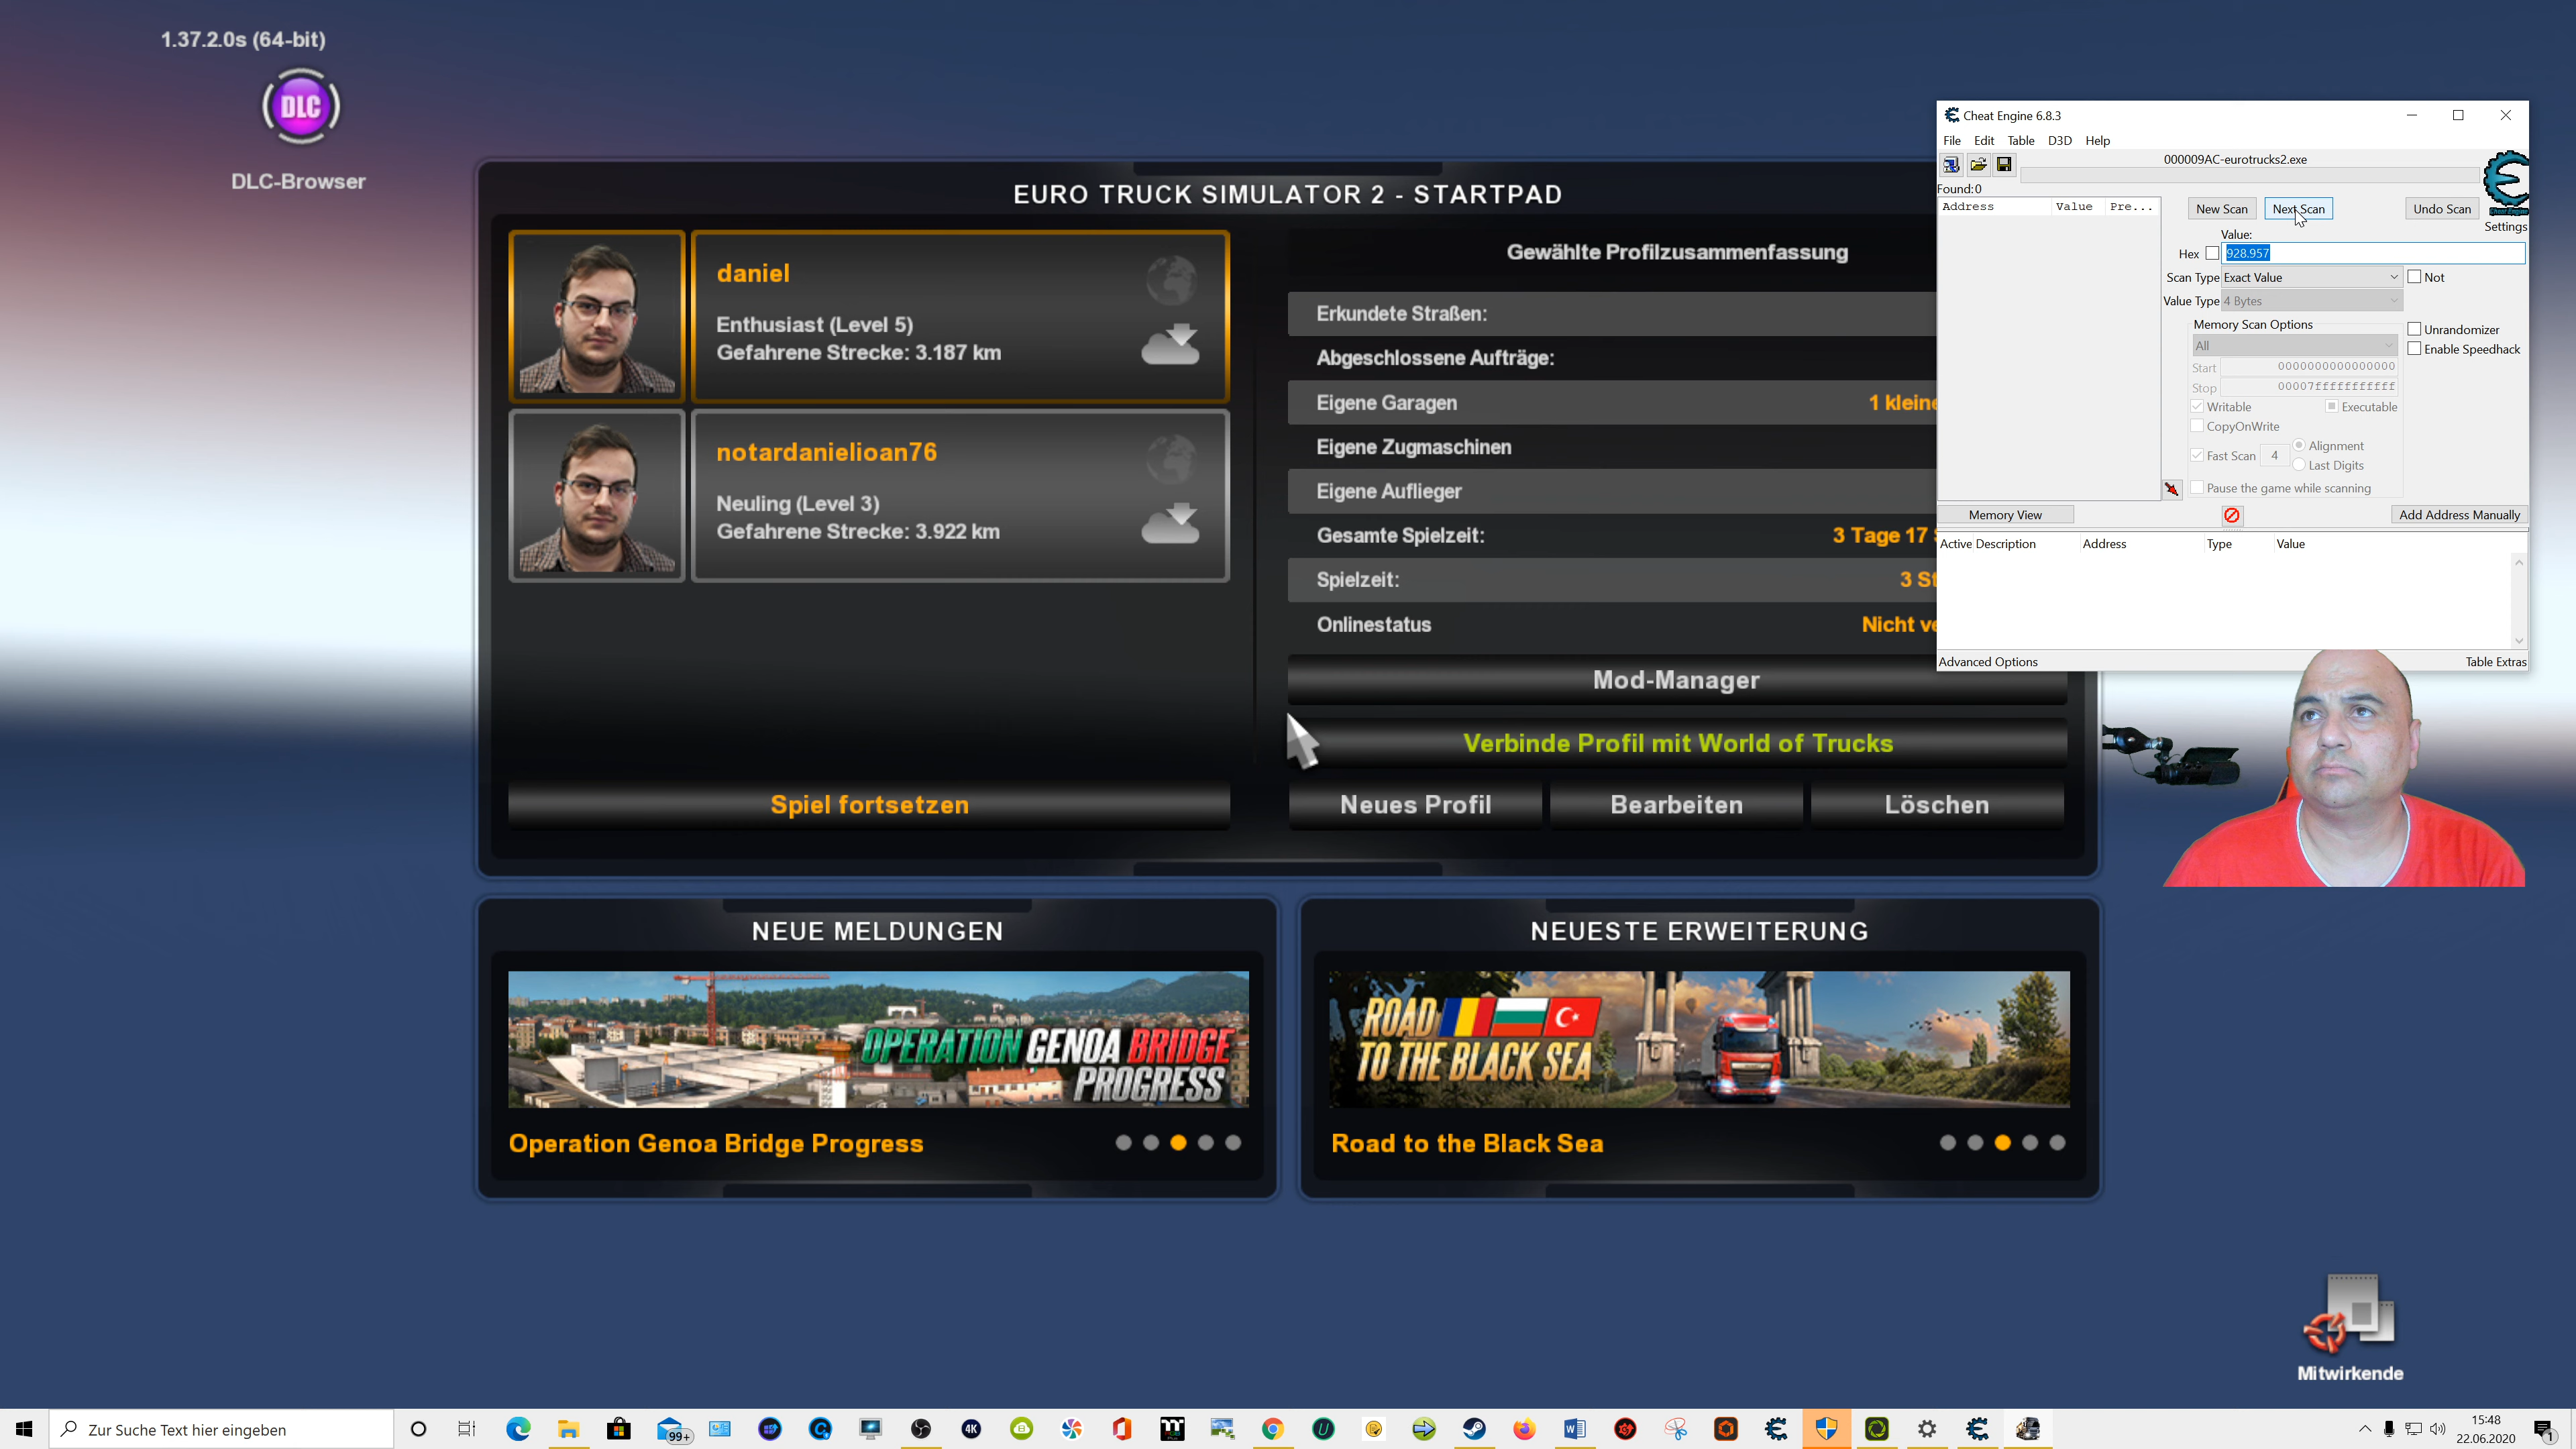 1.37.2.0s (64-bit)
DLC
DLC-Browser
EURO TRUCK SIMULATOR 2 - STARTPAD
daniel
Enthusiast (Level 5)
Gefahrene Strecke: 3.187 km
notardanielioan76
Neuling (Level 3)
Gefahrene Strecke: 3.922 km
Spiel fortsetzen
Gewählte Profilzusammenfassung
Erkundete Straßen:
Abgeschlossene Aufträge:
Eigene Garagen 1 kleine
Eigene Zugmaschinen
Eigene Auflieger
Gesamte Spielzeit: 3 Tage 17
Spielzeit: 3 St
Onlinestatus Nicht ve
Mod-Manager
Verbinde Profil mit World of Trucks
Neues Profil Bearbeiten Löschen
Cheat Engine 6.8.3
File Edit Table D3D Help
000009AC-eurotrucks2.exe
Found:0
Address Value Pre...
New Scan Next Scan Undo Scan
Cheat Engine
Settings
Value:
Hex 928.957
Scan Type Exact Value Not
Value Type 4 Bytes
Memory Scan Options
All
Unrandomizer
Enable Speedhack
Start 0000000000000000
Stop 00007fffffffffff
Writable Executable
CopyOnWrite
Fast Scan 4 Alignment
Last Digits
Pause the game while scanning
Memory View Add Address Manually
Active Description Address Type Value
Advanced Options Table Extras
NEUE MELDUNGEN
OPERATION GENOA BRIDGE
PROGRESS
Operation Genoa Bridge Progress
NEUESTE ERWEITERUNG
ROAD
TO THE BLACK SEA
Road to the Black Sea
Mitwirkende
Zur Suche Text hier eingeben
99+
4K
15:48
22.06.2020
1